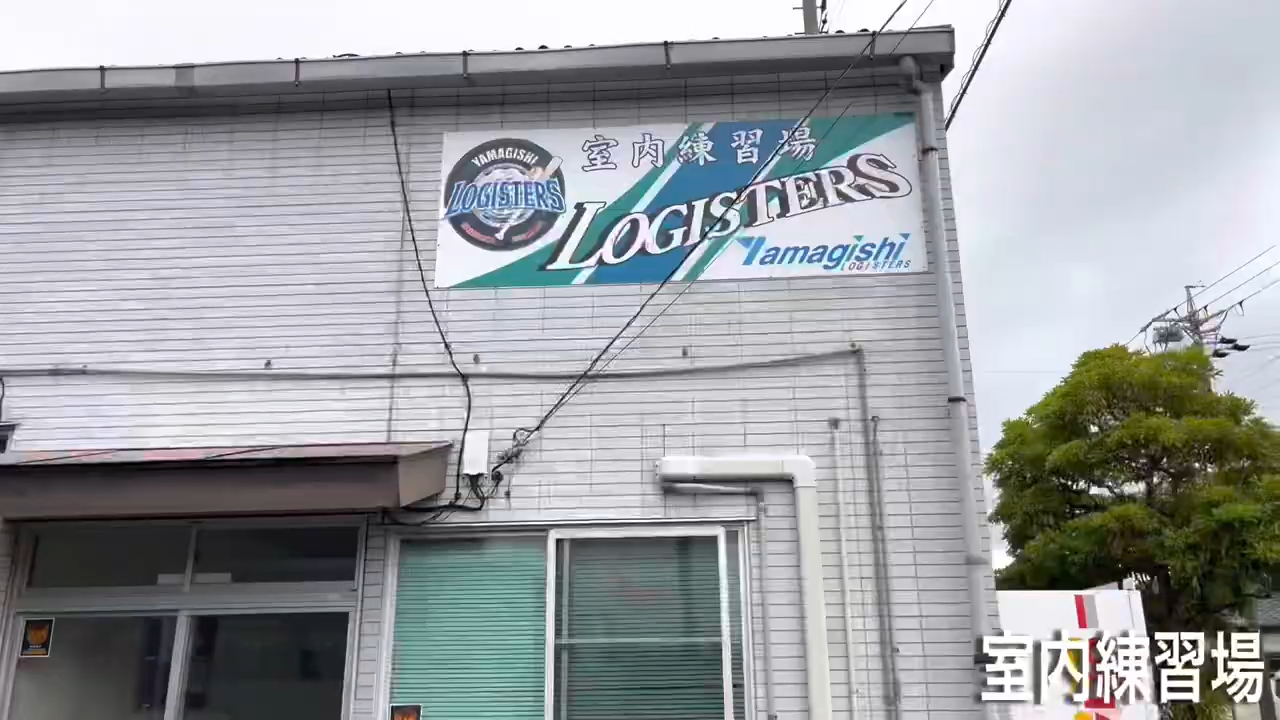 室内練習場
YAMAGISHI
LOGISTERS
LOGISTERS
Yamagishi
LOGISTERS
室内練習場